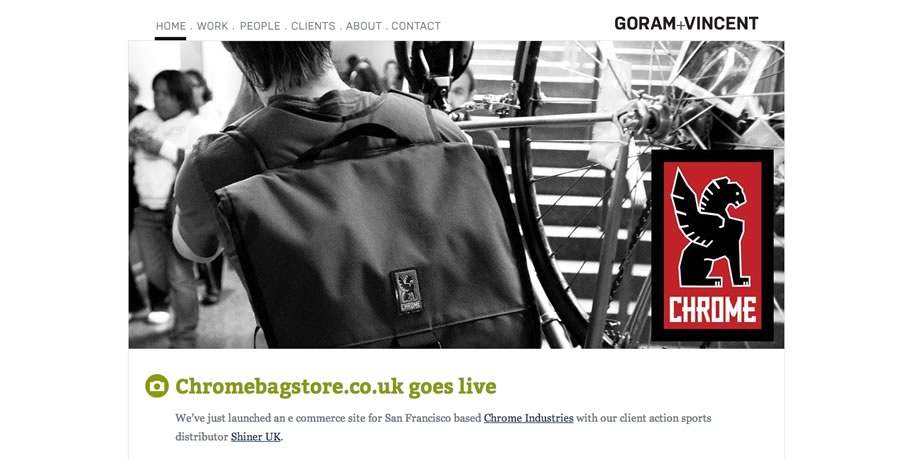 HOME . WORK . PEOPLE . CLIENTS . ABOUT . CONTACT
GORAM+VINCENT
CHROME
CHROME
Chromebagstore.co.uk goes live
We've just launched an e commerce site for San Francisco based Chrome Industries with our client action sports
distributor Shiner UK.